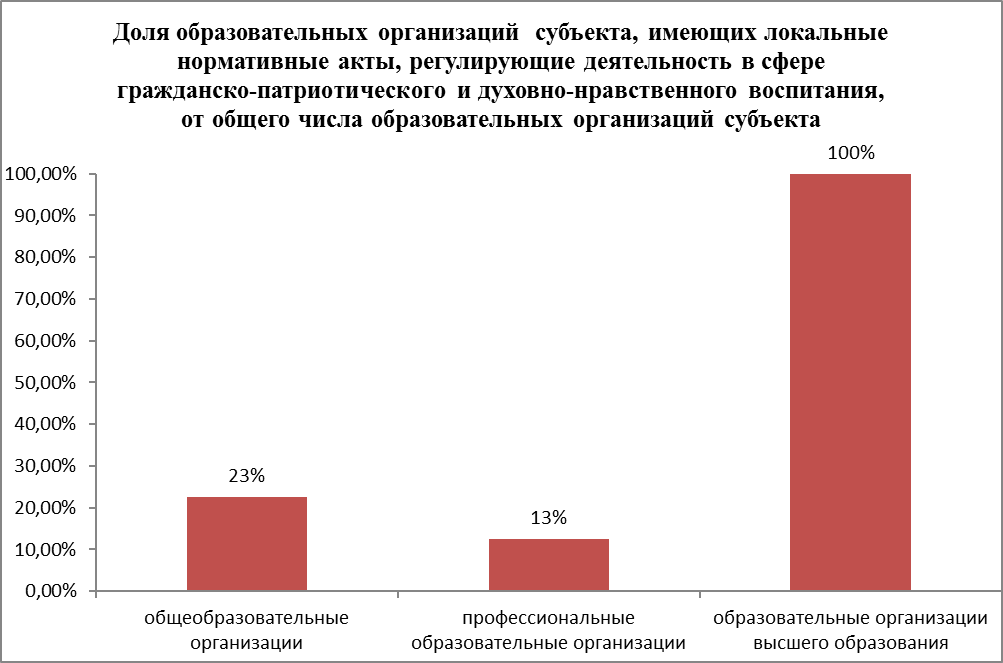 Доля образовательных организаций субъекта, имеющих локальные
нормативные акты, регулирующие деятельность в сфере
гражданско-патриотического и духовно-нравственного воспитания,
от общего числа образовательных организаций субъекта
100%
100,00%
90,00%
80,00%
70,00%
60,00%
50,00%
40,00%
30,00%
23%
20,00%
13%
10,00%
0,00%
общеобразовательные
организации
профессиональные
образовательные организации
образовательные организации
высшего образования